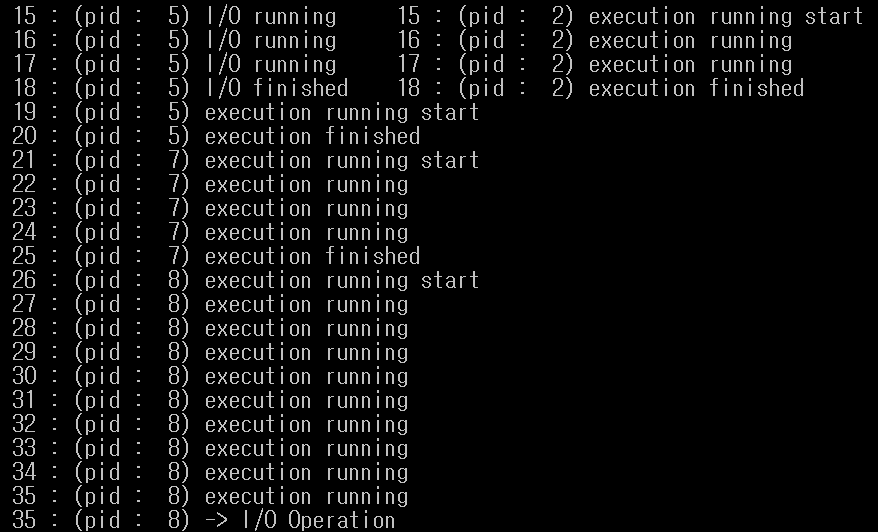 15 : (pid :  5) I/O running     15 : (pid :  2) execution running start
16 : (pid :  5) I/O running     16 : (pid :  2) execution running
17 : (pid :  5) I/O running     17 : (pid :  2) execution running
18 : (pid :  5) I/O finished    18 : (pid :  2) execution finished
19 : (pid :  5) execution running start
20 : (pid :  5) execution finished
21 : (pid :  7) execution running start
22 : (pid :  7) execution running
23 : (pid :  7) execution running
24 : (pid :  7) execution running
25 : (pid :  7) execution finished
26 : (pid :  8) execution running start
27 : (pid :  8) execution running
28 : (pid :  8) execution running
29 : (pid :  8) execution running
30 : (pid :  8) execution running
31 : (pid :  8) execution running
32 : (pid :  8) execution running
33 : (pid :  8) execution running
34 : (pid :  8) execution running
35 : (pid :  8) execution running
35 : (pid :  8) -> I/O Operation